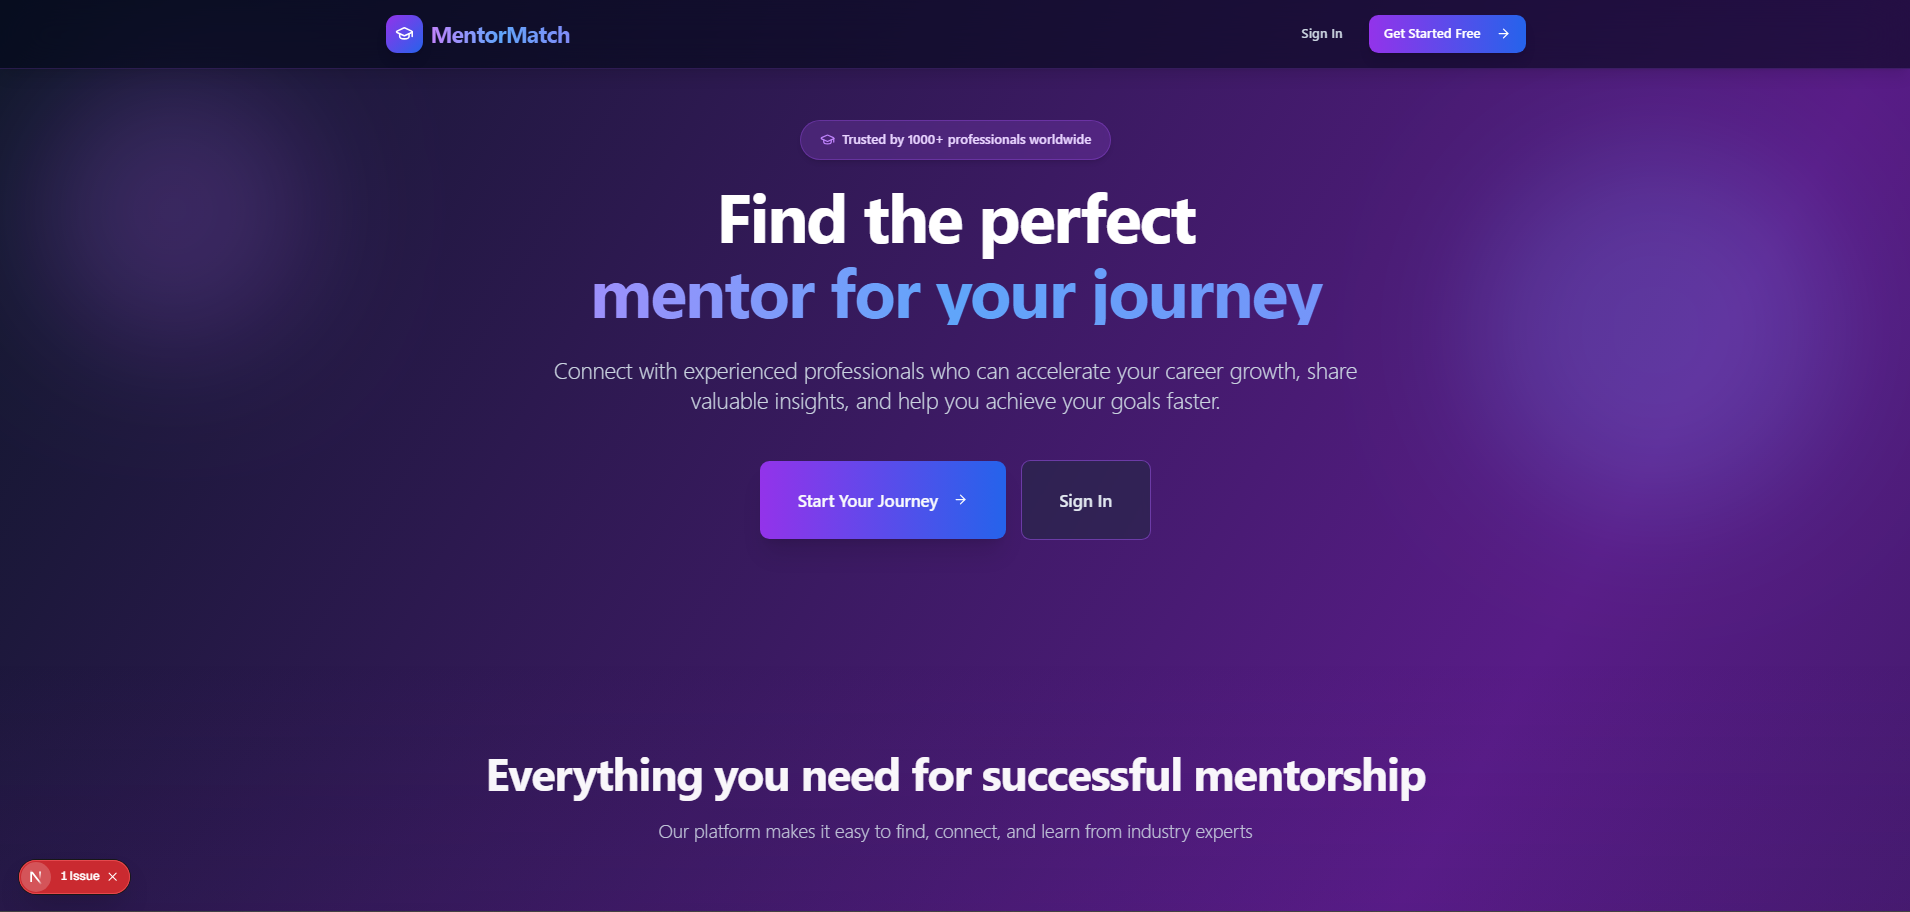 MentorMatch
Sign In
Get Started Free
Trusted by 1000+ professionals worldwide
Find the perfect
mentor for your journey
Connect with experienced professionals who can accelerate your career growth, share
valuable insights, and help you achieve your goals faster.
Start Your Journey
Sign In
Everything you need for successful mentorship
Our platform makes it easy to find, connect, and learn from industry experts
N
1 Issue